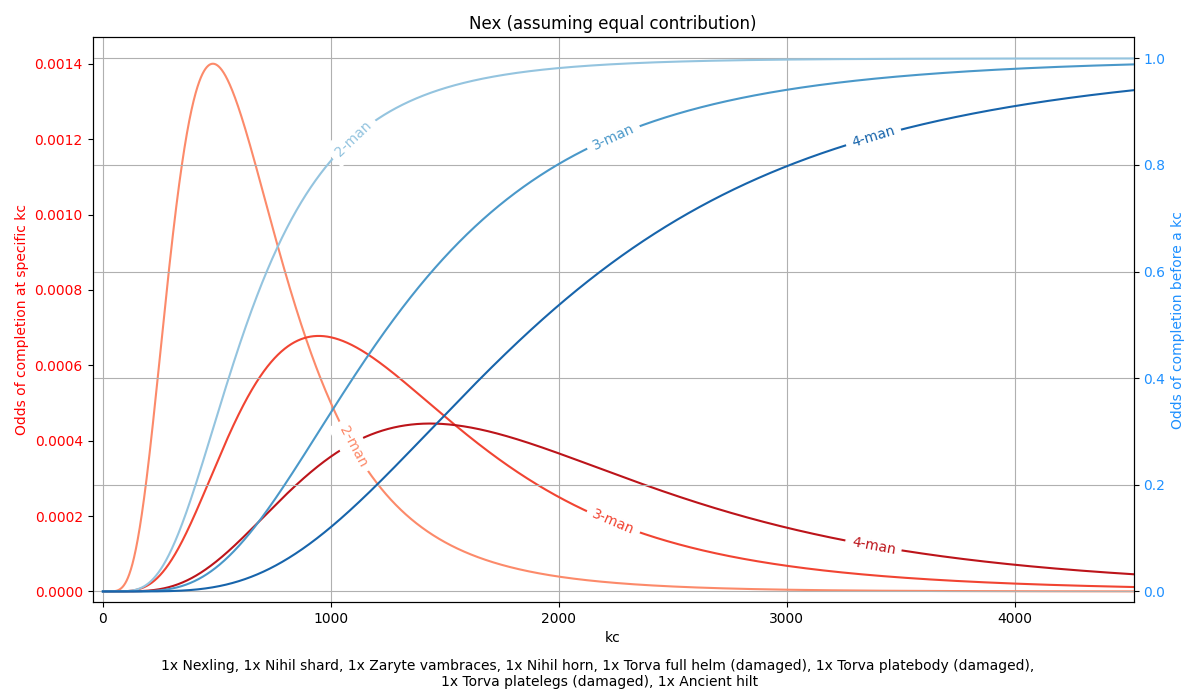 Nex (assuming equal contribution)
0.0014
0.0012
0.0010
0.0008
0.0006
0.0004
0.0002
0.0000
Odds of completion at specific kc
1.0
0.8
0.6
0.4
0.2
0.0
Odds of completion before a kc
2-man
3-man
4-man
2-man
3-man
4-man
0
1000
2000
3000
4000
kc
1x Nexling, 1x Nihil shard, 1x Zaryte vambraces, 1x Nihil horn, 1x Torva full helm (damaged), 1x Torva platebody (damaged),
1x Torva platelegs (damaged), 1x Ancient hilt